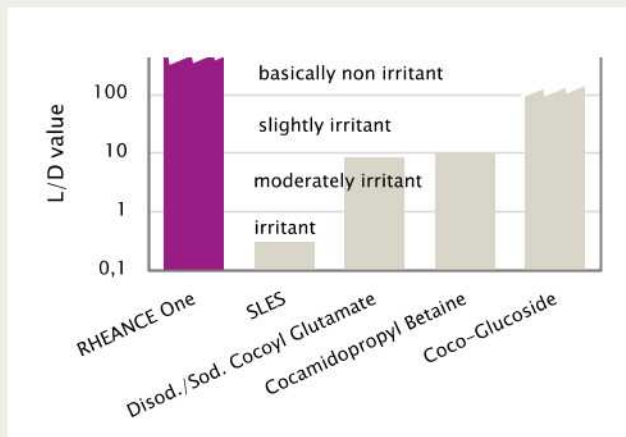 basically non irritant
100
slightly irritant
10
moderately irritant
1
irritant
0,1
L/D value
RHEANCE One
SLES
Disod./Sod. Cocoyl Glutamate
Cocamidopropyl Betaine
Coco-Glucoside